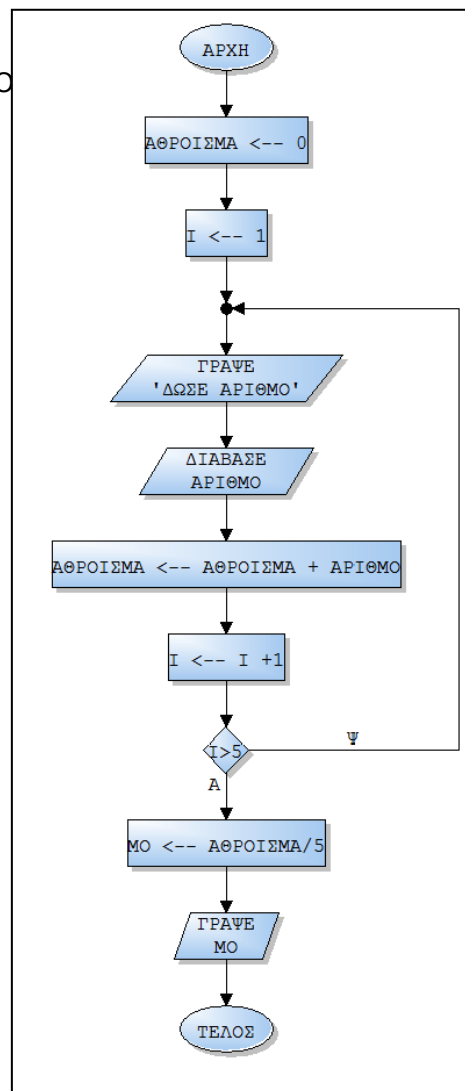 ΑΡΧΗ
ο
ΑΘΡΟΙΣΜΑ <-- 0
Ι <-- 1
ΓΡΑΨΕ
'ΔΩΣΕ ΑΡΙΘΜΟ'
ΔΙΑΒΑΣΕ
ΑΡΙΘΜΟ
ΑΘΡΟΙΣΜΑ <-- ΑΘΡΟΙΣΜΑ + ΑΡΙΘΜΟ
Ι <-- Ι +1
Ι>5
Ψ
Α
ΜΟ <-- ΑΘΡΟΙΣΜΑ/5
ΓΡΑΨΕ
ΜΟ
ΤΕΛΟΣ